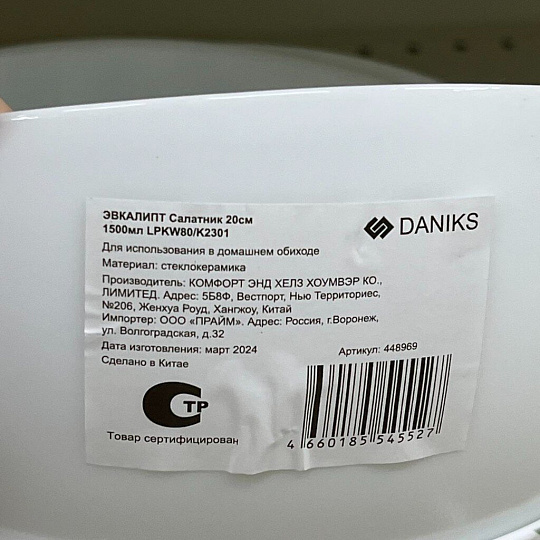 ЭВКАЛИПТ Салатник 20см
1500мл LPKW80/K2301
DANIKS
Для использования в домашнем обиходе
Материал: стеклокерамика
Производитель: КОМФОРТ ЭНД ХЕЛЗ ХОУМВЭР КО.,
ЛИМИТЕД. Адрес: 5Б8Ф, Вестпорт, Нью Территориес,
№206, Женхуа Роуд, Хангжоу, Китай
Импортер: ООО «ПРАЙМ». Адрес: Россия, г.Воронеж,
ул. Волгоградская, д.32
Дата изготовления: март 2024
Артикул: 448969
Сделано в Китае
СТР
Товар сертифицирован
4 660185 545527